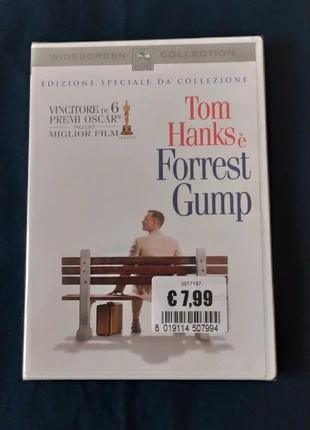 WIDESCREEN COLLECTION
EDIZIONE SPECIALE DA COLLEZIONE
VINCITORE DI 6
PREMI OSCAR®
MIGLIOR FILM
Tom
Hanks è
Forrest
Gump
3017187
€ 7,99
8 019114 507994